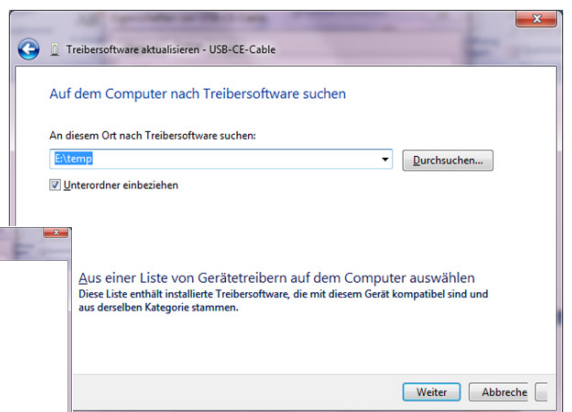 Treibersoftware aktualisieren - USB-CE-Cable
Auf dem Computer nach Treibersoftware suchen
An diesem Ort nach Treibersoftware suchen:
E:\temp
Durchsuchen...
Unterordner einbeziehen
Aus einer Liste von Gerätetreibern auf dem Computer auswählen
Diese Liste enthält installierte Treibersoftware, die mit diesem Gerät kompatibel sind und
aus derselben Kategorie stammen.
Weiter Abbreche